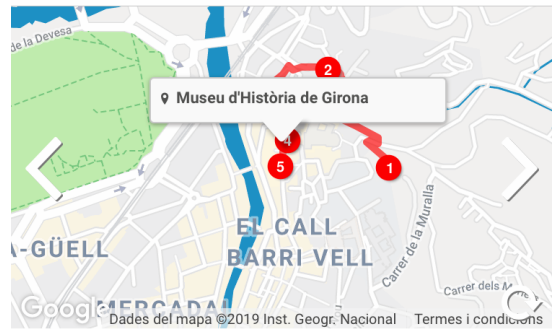 de la Devesa
2
Museu d'Història de Girona
4
5
1
EL CALL
BARRI VELL
A-GÜELL
Carrer de la Muralla
Carrer dels M
Google
MERCADAL
Dades del mapa ©2019 Inst. Geogr. Nacional
Termes i condicions